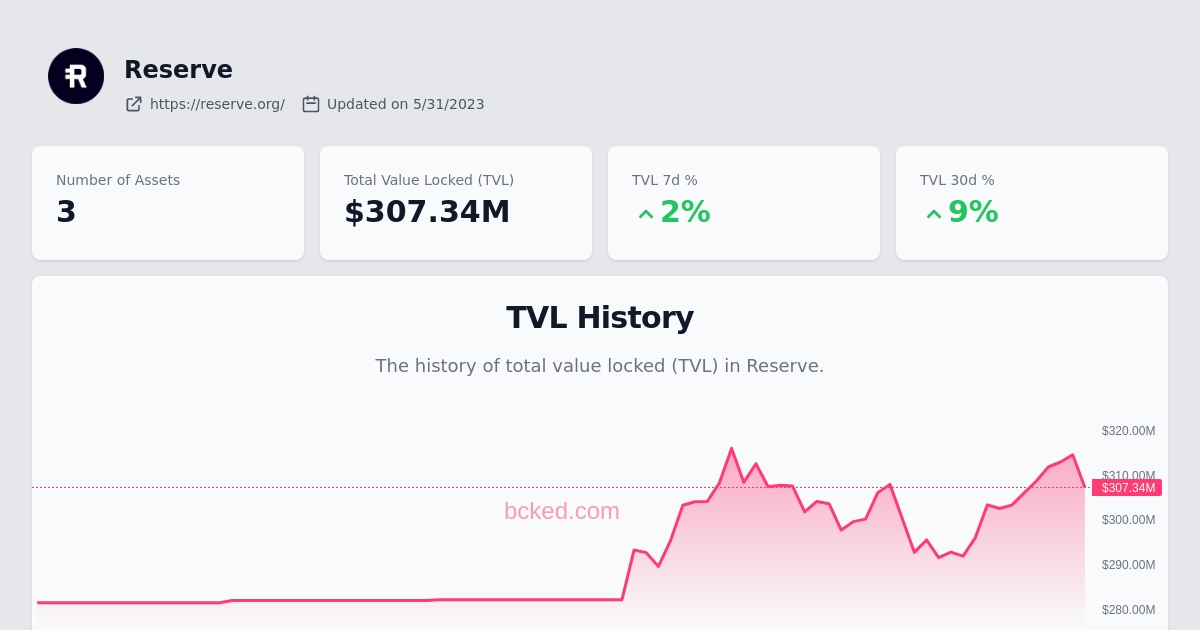 Reserve
https://reserve.org/ Updated on 5/31/2023
Number of Assets
3
Total Value Locked (TVL)
$307.34M
TVL 7d %
2%
TVL 30d %
9%
TVL History
The history of total value locked (TVL) in Reserve.
$320.00M
$310.00M
$307.34M
bcked.com
$300.00M
$290.00M
$280.00M